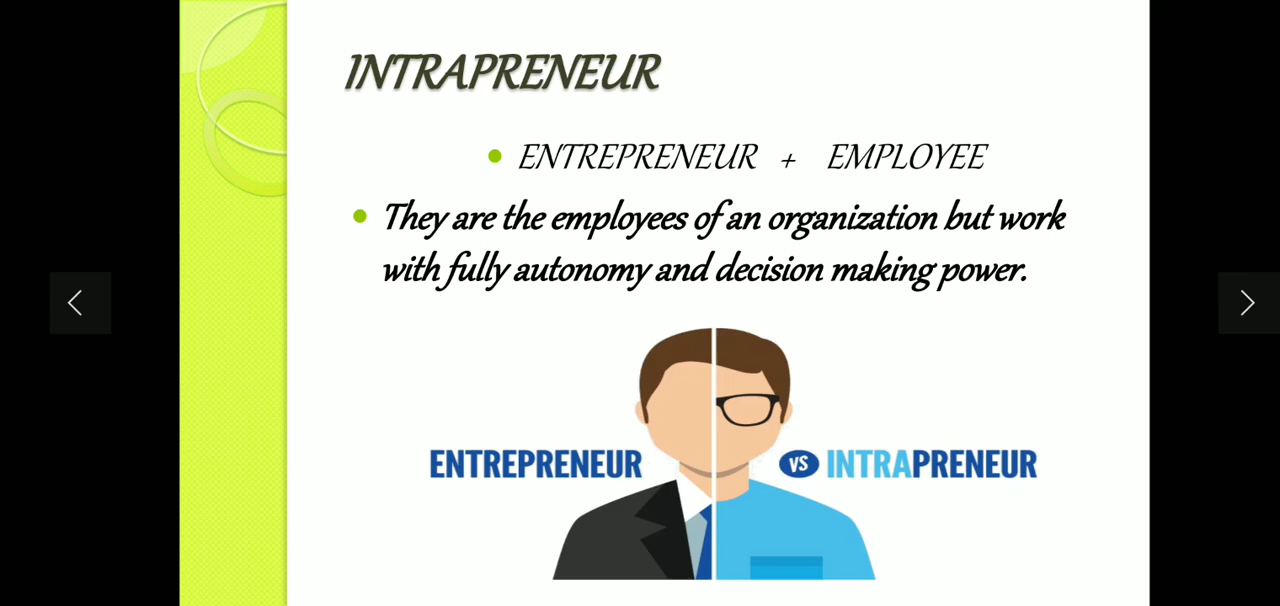 INTRAPRENEUR
ENTREPRENEUR + EMPLOYEE
They are the employees of an organization but work
with fully autonomy and decision making power.
ENTREPRENEUR VS INTRAPRENEUR